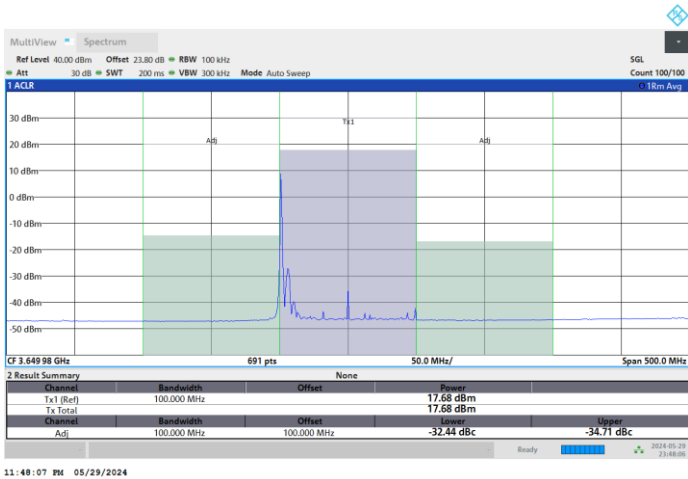 MultiView Spectrum
Ref Level 40.00 dBm Offset 23.80 dB RBW 100 kHz SGL
Att 30 dB SWT 200 ms VBW 300 kHz Mode Auto Sweep Count 100/100
1 ACLR 1Rm Avg
30 dBm
Tx1
20 dBm
Adj Adj
10 dBm
0 dBm
-10 dBm
-20 dBm
-30 dBm
-40 dBm
-50 dBm
CF 3.649 98 GHz 691 pts 50.0 MHz/ Span 500.0 MHz
2 Result Summary None
Channel Bandwidth Offset Power
Tx1 (Ref) 100.000 MHz 17.68 dBm
Tx Total 17.68 dBm
Channel Bandwidth Offset Lower Upper
Adj 100.000 MHz 100.000 MHz -32.44 dBc -34.71 dBc
Ready 2024-05-29
23:48:06
11:48:07 PM 05/29/2024